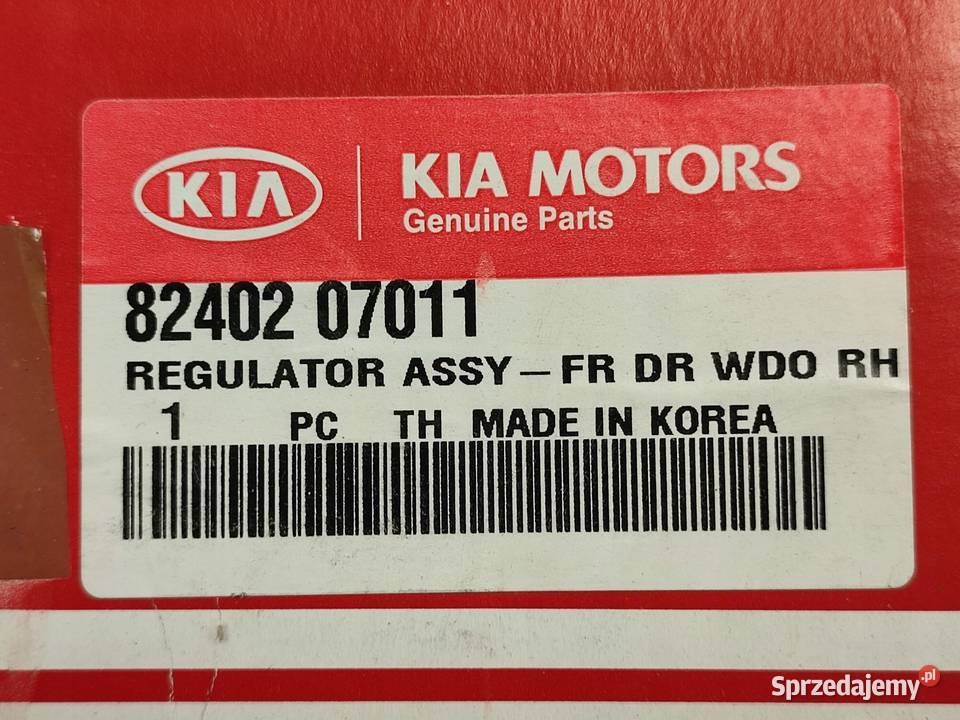 KIA
KIA MOTORS
Genuine Parts
82402 07011
REGULATOR ASSY-FR DR WDO RH
1 PC TH MADE IN KOREA
Sprzedajemy.pl